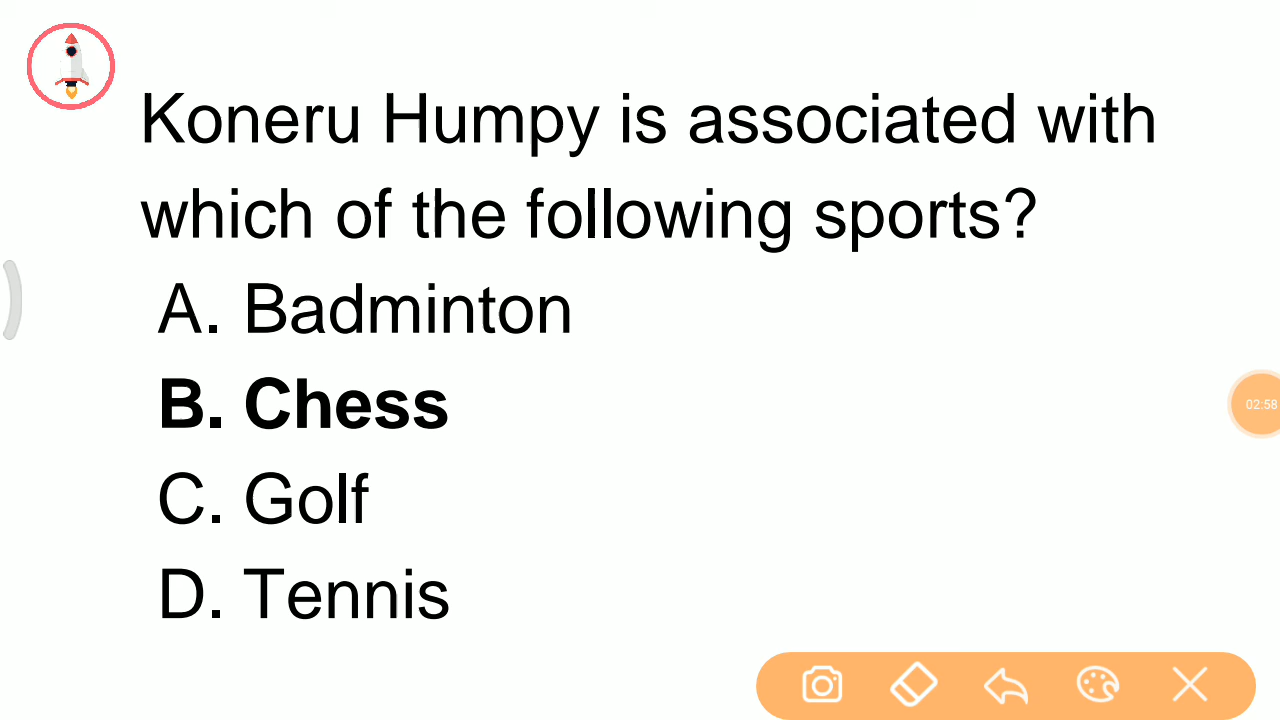 Koneru Humpy is associated with
which of the following sports?
A. Badminton
B. Chess
C. Golf
D. Tennis
02:58